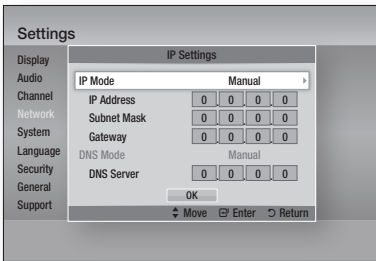 Settings
Display
Audio
Channel
Network
System
Language
Security
General
Support
IP Settings
IP Mode Manual
IP Address 0 0 0 0
Subnet Mask 0 0 0 0
Gateway 0 0 0 0
DNS Mode Manual
DNS Server 0 0 0 0
OK
Move Enter Return